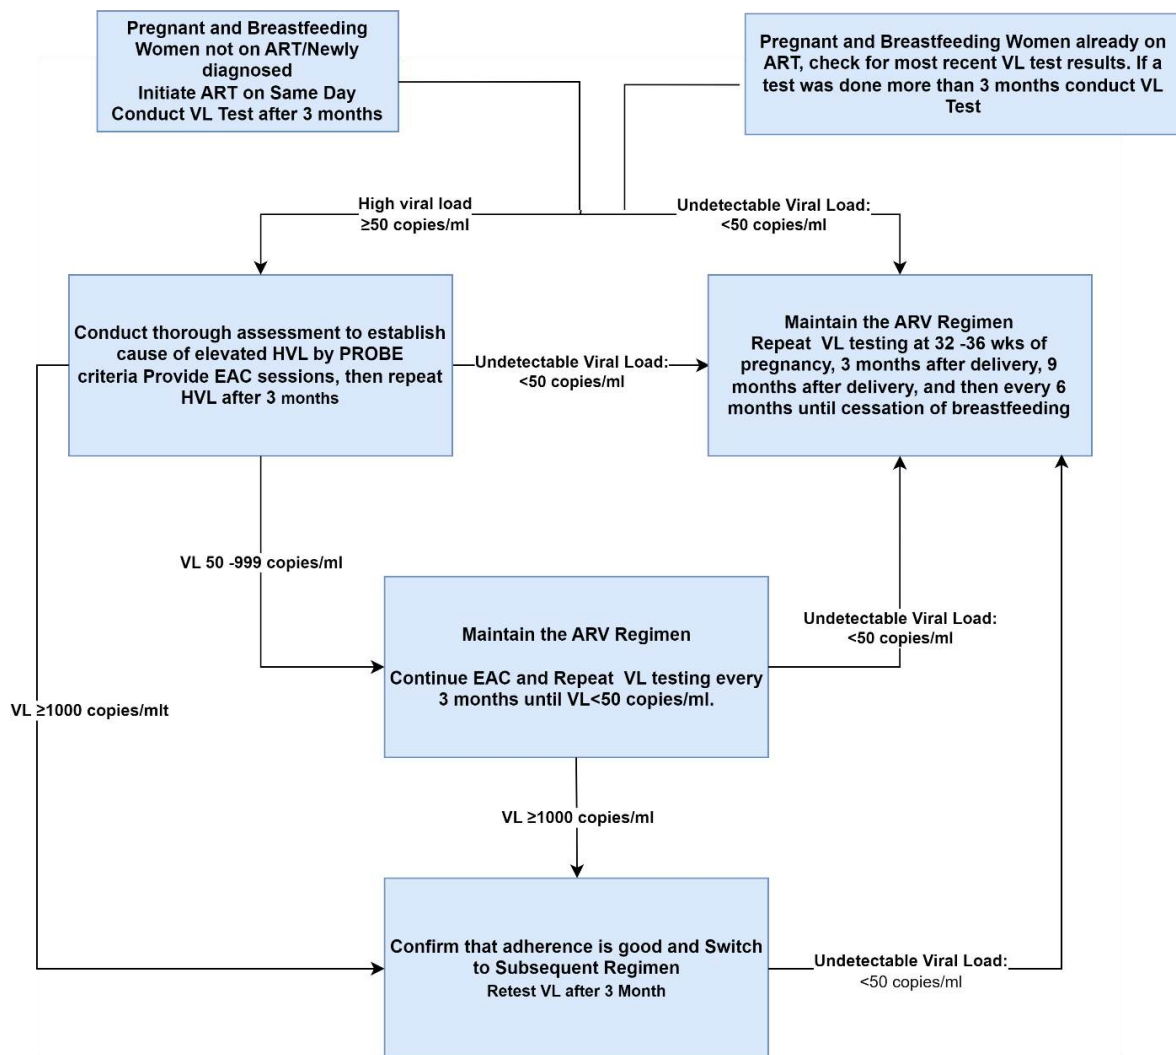 Pregnant and Breastfeeding
Women not on ART/Newly
diagnosed
Initiate ART on Same Day
Conduct VL Test after 3 months
Pregnant and Breastfeeding Women already on
ART, check for most recent VL test results. If a
test was done more than 3 months conduct VL
Test
High viral load
≥50 copies/ml
Undetectable Viral Load:
<50 copies/ml
Conduct thorough assessment to establish
cause of elevated HVL by PROBE
criteria Provide EAC sessions, then repeat
HVL after 3 months
Undetectable Viral Load:
<50 copies/ml
Maintain the ARV Regimen
Repeat VL testing at 32 -36 wks of
pregnancy, 3 months after delivery, 9
months after delivery, and then every 6
months until cessation of breastfeeding
VL 50 -999 copies/ml
Maintain the ARV Regimen
Continue EAC and Repeat VL testing every
3 months until VL<50 copies/ml.
Undetectable Viral Load:
<50 copies/ml
VL ≥1000 copies/mlt
VL ≥1000 copies/ml
Confirm that adherence is good and Switch
to Subsequent Regimen
Retest VL after 3 Month
Undetectable Viral Load:
<50 copies/ml